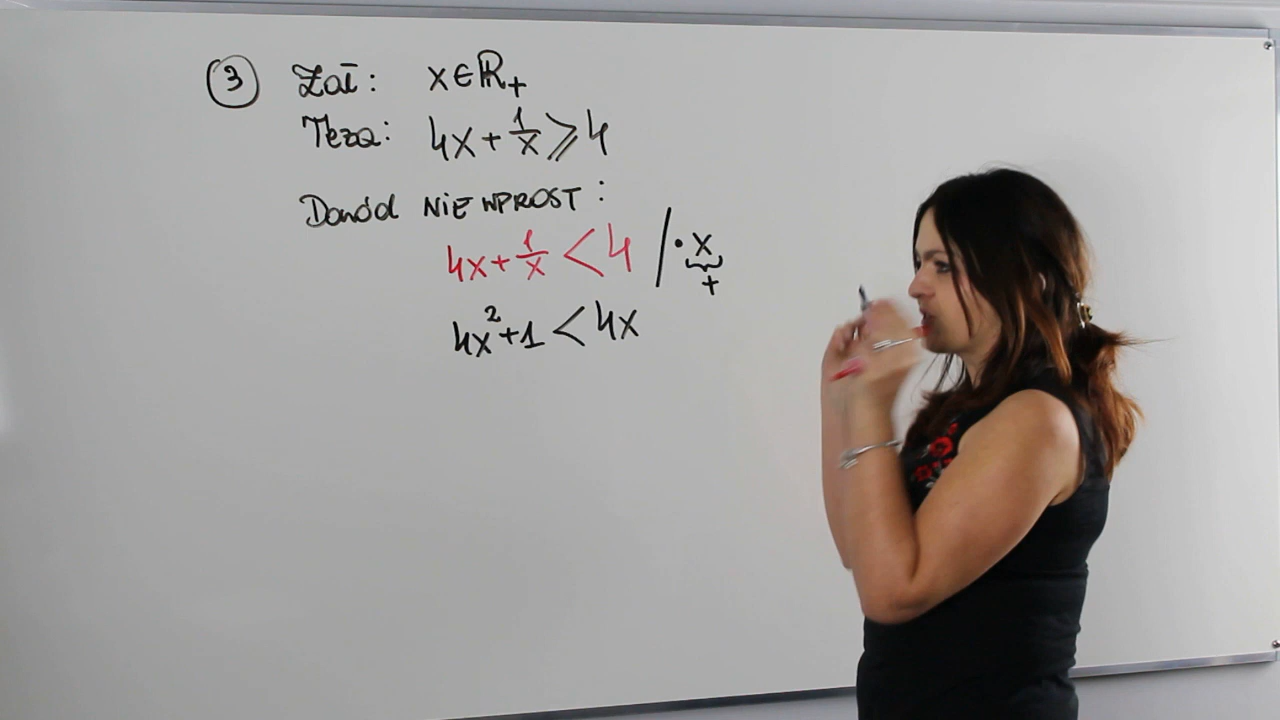 ③ Zał: x∈ℝ₊
Teza: 4x + 1/x ⩾ 4
Dowód NIE WPROST:
4x + 1/x < 4 / · x
+
4x² + 1 < 4x